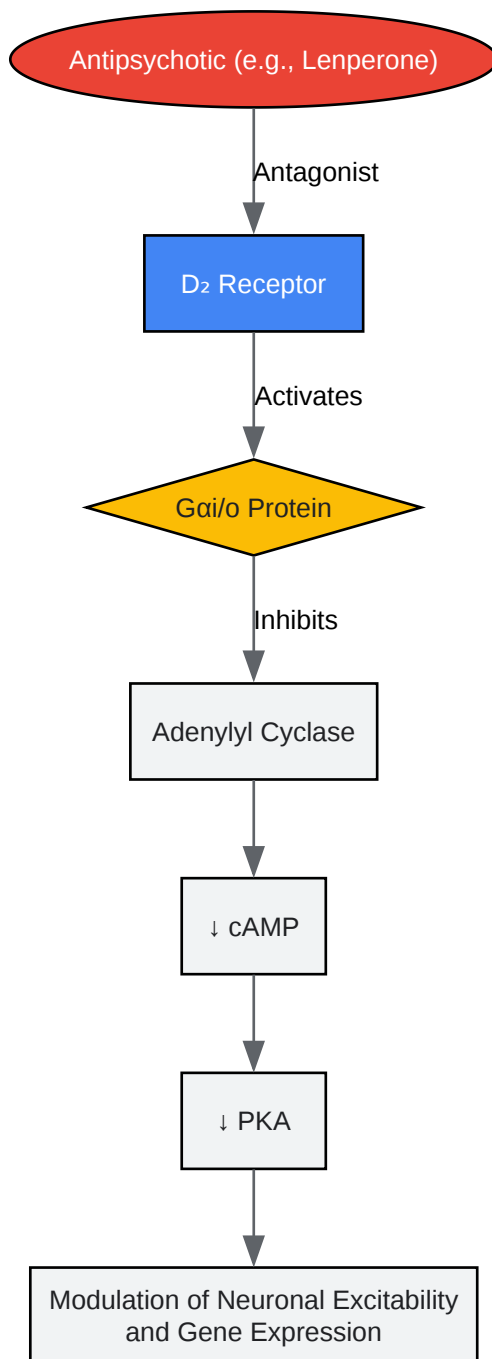 Antipsychotic (e.g., Lenperone)
Antagonist
D₂ Receptor
Activates
Gαi/o Protein
Inhibits
Adenylyl Cyclase
↓ cAMP
↓ PKA
Modulation of Neuronal Excitability
and Gene Expression